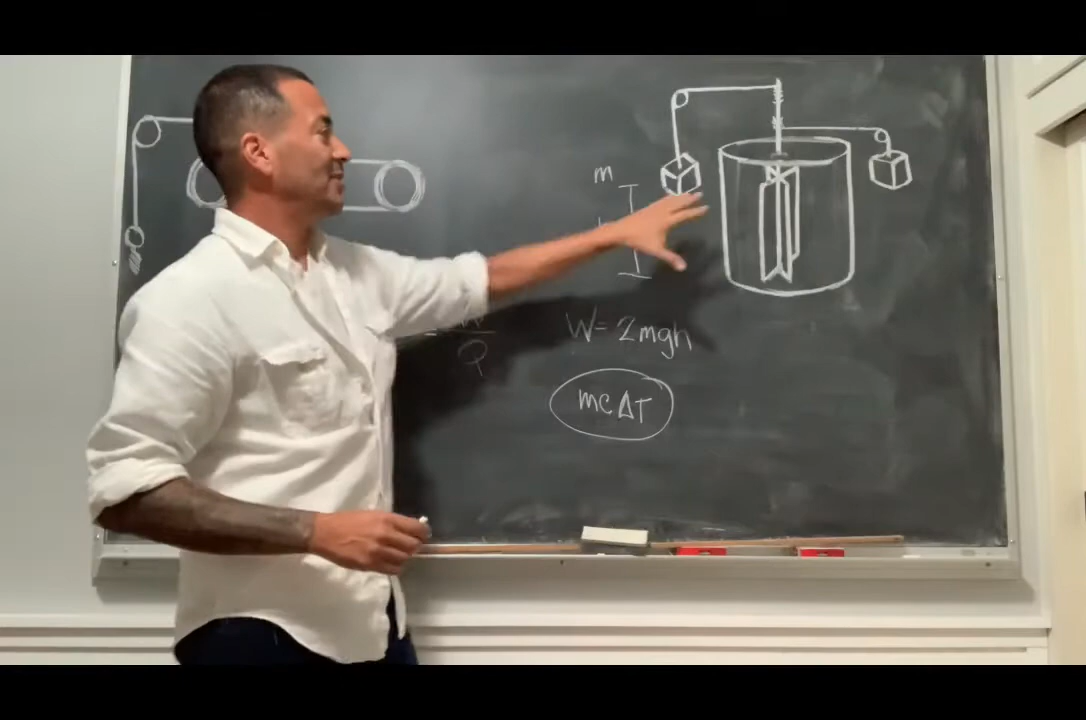 m
W = 2mgh
mcΔT
Q